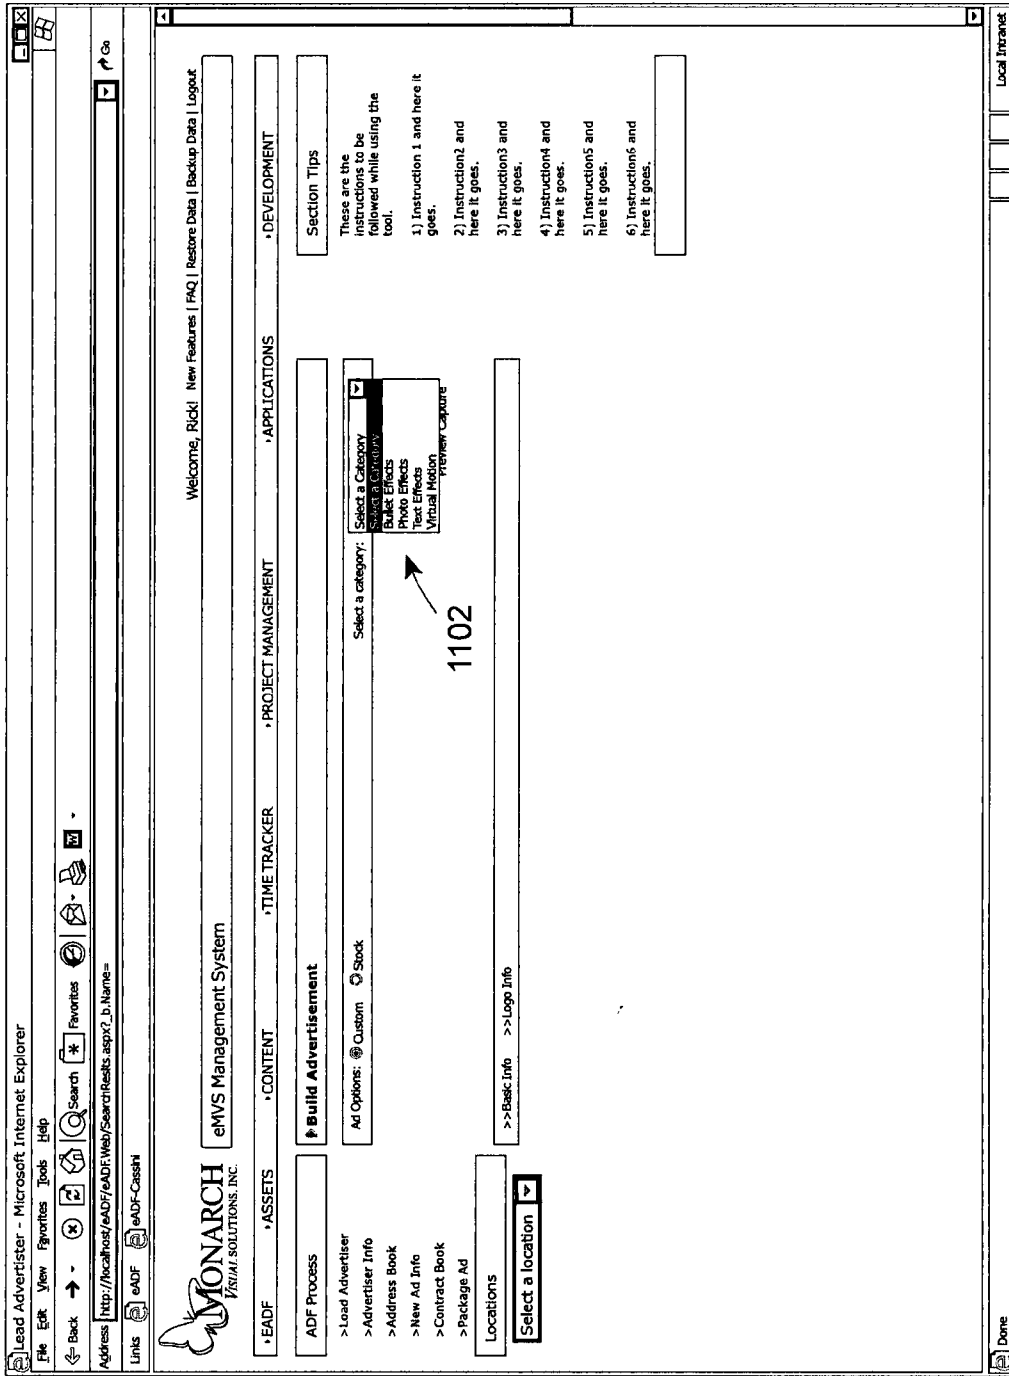 Lead Advertister - Microsoft Internet Explorer
File Edit View Favorites Tools Help
Back Search Favorites W
Address http://localhost/eADF/eADF.Web/SearchReslts.aspx?_b.Name= Go
Links eADF eADF-Cassini
MONARCH
VISUAL SOLUTIONS, INC.
Welcome, Rick! New Features | FAQ | Restore Data | Backup Data | Logout
eMVS Management System
EADF ASSETS CONTENT TIME TRACKER PROJECT MANAGEMENT APPLICATIONS DEVELOPMENT
ADF Process
>Load Advertiser
>Advertiser Info
>Address Book
>New Ad Info
>Contract Book
>Package Ad
Locations
Select a location
Build Advertisement
Ad Options: Custom Stock
Select a category: Select a Category
Select a Category
Bullet Effects
Photo Effects
Text Effects
Virtual Motion
Preview Capture
1102
>>Basic Info >>Logo Info
Section Tips
These are the
instructions to be
followed while using the
tool.
1) Instruction 1 and here it
goes.
2) Instruction2 and
here it goes.
3) Instruction3 and
here it goes.
4) Instruction4 and
here it goes.
5) Instruction5 and
here it goes.
6) Instruction6 and
here it goes.
Done Local Intranet